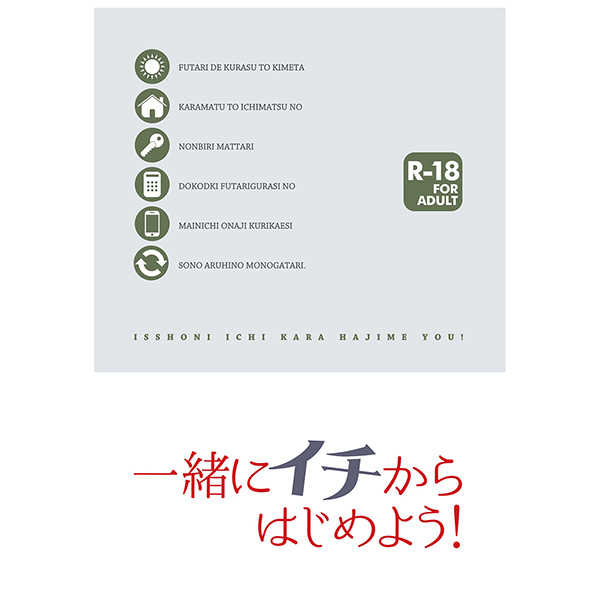 FUTARI DE KURASU TO KIMETA
KARAMATU TO ICHIMATSU NO
NONBIRI MATTARI
DOKODKI FUTARIGURASI NO
MAINICHI ONAJI KURIKAESI
SONO ARUHINO MONOGATARI.
R-18
FOR
ADULT
ISSHONI ICHI KARA HAJIME YOU!
一緒にイチから
はじめよう!